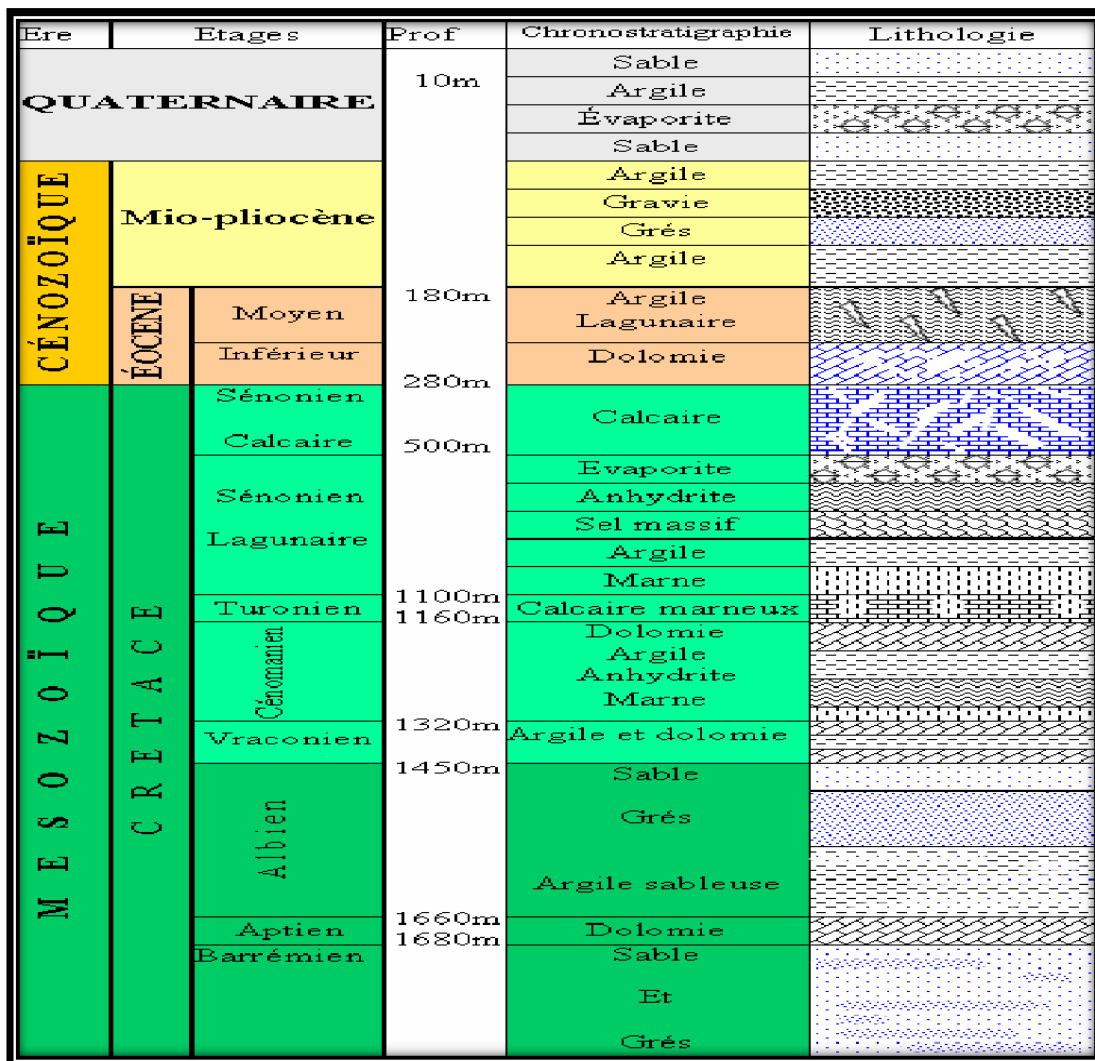 Ere Etages Prof Chronostratigraphie Lithologie
QUATERNAIRE
10m
Sable
Argile
Évaporite
Sable
CÉNOZOÏQUE
Mio-pliocène
Argile
Gravie
Grés
Argile
180m
ÉOCENE
Moyen
Argile
Lagunaire
Inférieur
Dolomie
280m
MESOZOÏQUE
CRETACE
Sénonien
Calcaire
Calcaire
500m
Sénonien
Lagunaire
Evaporite
Anhydrite
Sel massif
Argile
Marne
1100m
Turonien
Calcaire marneux
1160m
Cénomanien
Dolomie
Argile
Anhydrite
Marne
1320m
Vraconien
Argile et dolomie
1450m
Albien
Sable
Grés
Argile sableuse
1660m
Aptien
Dolomie
1680m
Barrémien
Sable
Et
Grés